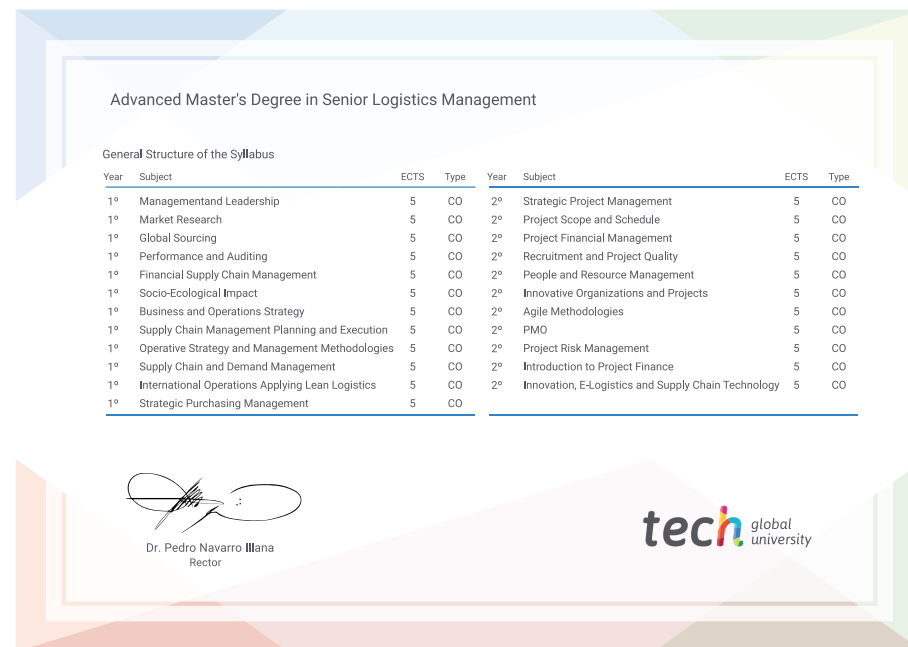 Advanced Master's Degree in Senior Logistics Management
General Structure of the Syllabus
Year Subject ECTS Type
1º Managementand Leadership 5 CO
1º Market Research 5 CO
1º Global Sourcing 5 CO
1º Performance and Auditing 5 CO
1º Financial Supply Chain Management 5 CO
1º Socio-Ecological Impact 5 CO
1º Business and Operations Strategy 5 CO
1º Supply Chain Management Planning and Execution 5 CO
1º Operative Strategy and Management Methodologies 5 CO
1º Supply Chain and Demand Management 5 CO
1º International Operations Applying Lean Logistics 5 CO
1º Strategic Purchasing Management 5 CO
Year Subject ECTS Type
2º Strategic Project Management 5 CO
2º Project Scope and Schedule 5 CO
2º Project Financial Management 5 CO
2º Recruitment and Project Quality 5 CO
2º People and Resource Management 5 CO
2º Innovative Organizations and Projects 5 CO
2º Agile Methodologies 5 CO
2º PMO 5 CO
2º Project Risk Management 5 CO
2º Introduction to Project Finance 5 CO
2º Innovation, E-Logistics and Supply Chain Technology 5 CO
Dr. Pedro Navarro Illana
Rector
tech global
university